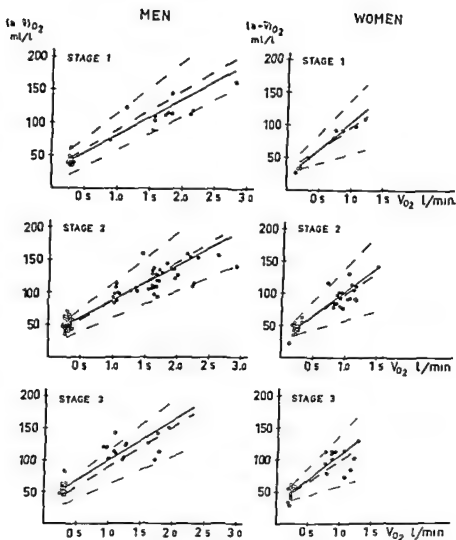 MEN WOMEN
(a v̄)O2 (a-v̄)O2
ml/l ml/l
200 STAGE 1 200 STAGE 1
150 150
100 100
50 50
0 5 1.0 1 5 2.0 2 5 3.0 0 5 1.0 1 5 V̇O2 l/min.
200 STAGE 2 200 STAGE 2
150 150
100 100
50 50
0 5 1.0 1 5 2.0 2 5 3.0 0 5 1.0 1 5 V̇O2 l/min
200 STAGE 3 200 STAGE 3
150 150
100 100
50 50
0 5 1.0 1 5 2.0 2 5 3.0 0 5 1.0 1 5 V̇O2 l/min